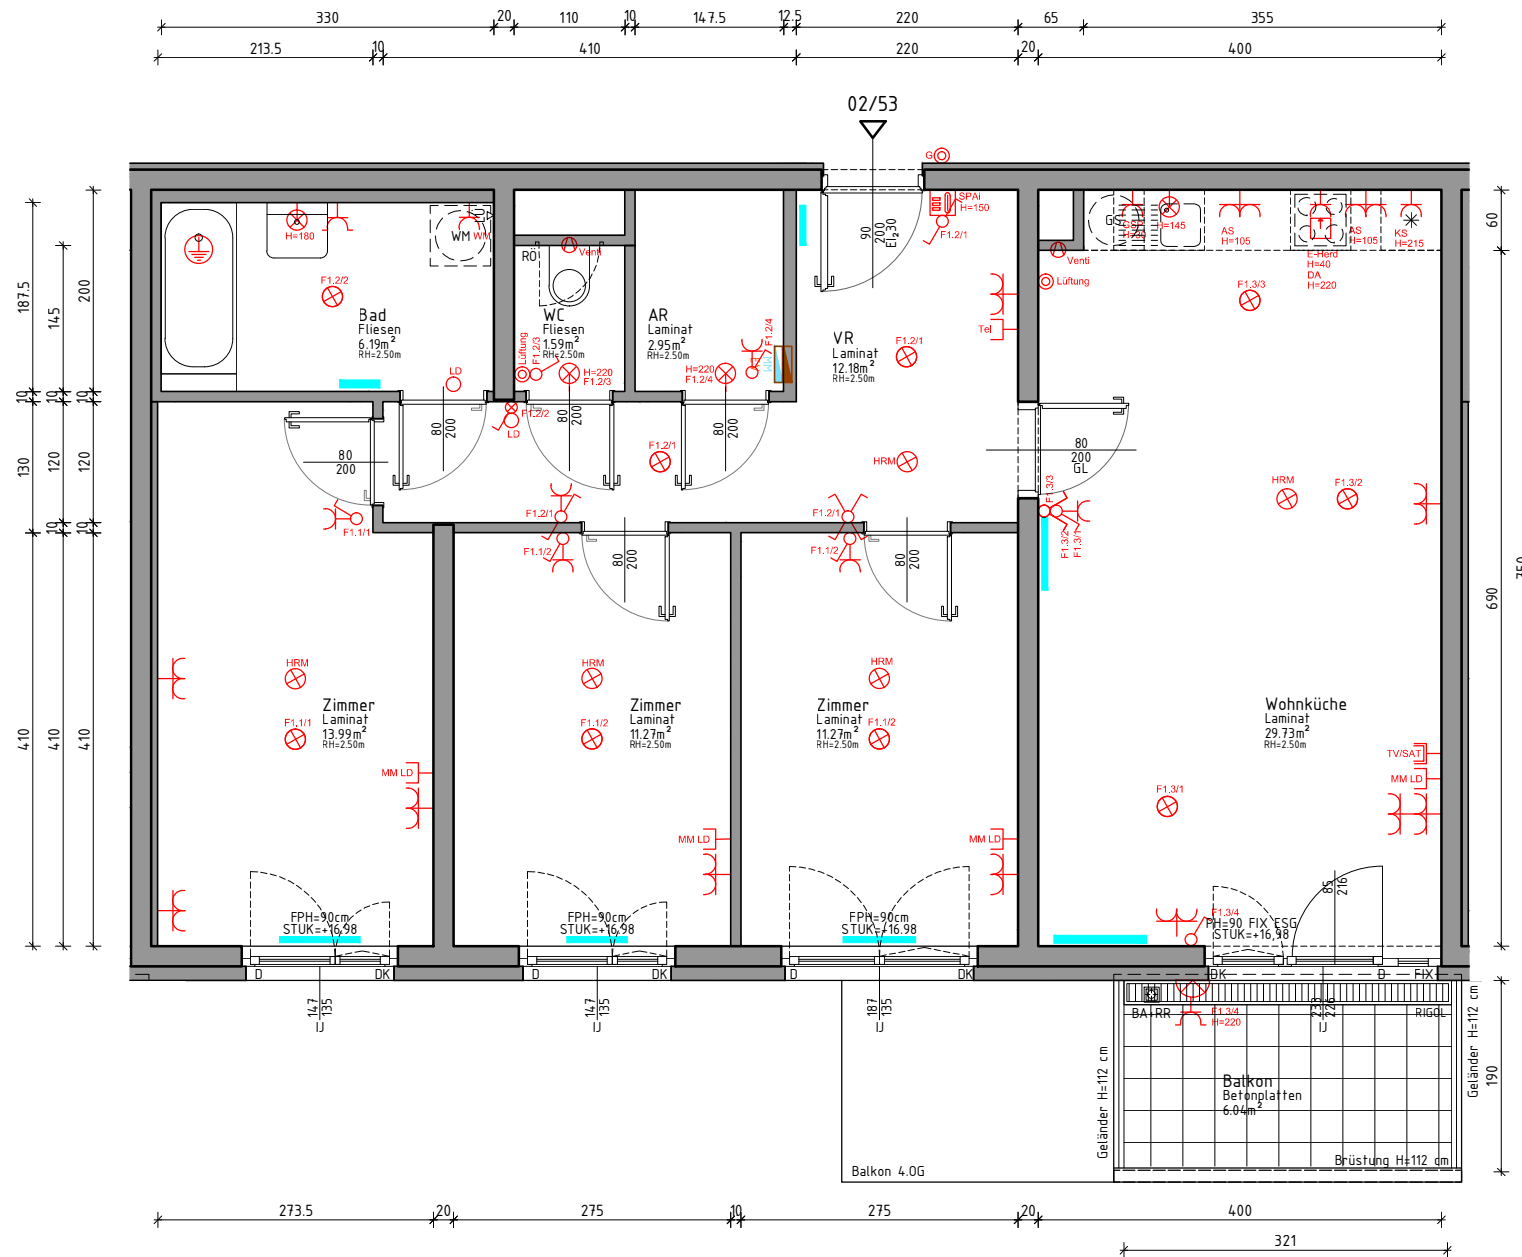 330
20
110
10
147.5
12.5
220
65
355
213.5
10
410
220
20
400
02/53
G
SPAi
H=150
F1.2/1
90
200
EI₂30
H=180
WM
WM
LÜ
F1.2/2
Bad
Fliesen
6.19m²
RH=2.50m
LD
RÖ
Venti
WC
Fliesen
1.59m²
RH=2.50m
Lüftung
F1.2/3
H=220
F1.2/3
AR
Laminat
2.95m²
RH=2.50m
H=220
F1.2/4
F1.2/4
VR
Laminat
12.18m²
RH=2.50m
F1.2/1
Tel
HRM
GS
H=145
AS
H=105
E-Herd
H=40
DA
H=220
AS
H=105
KS
H=215
Venti
Lüftung
F1.3/3
F1.2/2
LD
80
200
80
200
80
200
80
200
80
200
GL
F1.2/1
F1.1/1
F1.2/1
F1.1/2
80
200
F1.2/1
F1.1/2
80
200
F1.3/3
F1.3/2
F1.3/1
HRM
F1.3/2
HRM
F1.1/1
Zimmer
Laminat
13.99m²
RH=2.50m
MM LD
HRM
F1.1/2
Zimmer
Laminat
11.27m²
RH=2.50m
MM LD
HRM
F1.1/2
Zimmer
Laminat
11.27m²
RH=2.50m
MM LD
Wohnküche
Laminat
29.73m²
RH=2.50m
TV/SAT
MM LD
F1.3/1
85
216
F1.3/4
PH=90 FIX ESG
STUK=+16,98
FPH=90cm
STUK=+16.98
FPH=90cm
STUK=+16.98
FPH=90cm
STUK=+16.98
D
DK
D
DK
D
DK
DK
D
FIX
147
135
IJ
147
135
IJ
187
135
IJ
233
226
IJ
BA+RR
F1.3/4
H=220
RIGOL
Balkon
Betonplatten
6.04m²
Geländer H=112 cm
Geländer H=112 cm
Brüstung H=112 cm
Balkon 4.OG
187.5
10
130
10
410
145
10
120
10
410
200
10
120
10
410
60
690
750
190
273.5
20
275
10
275
20
400
321